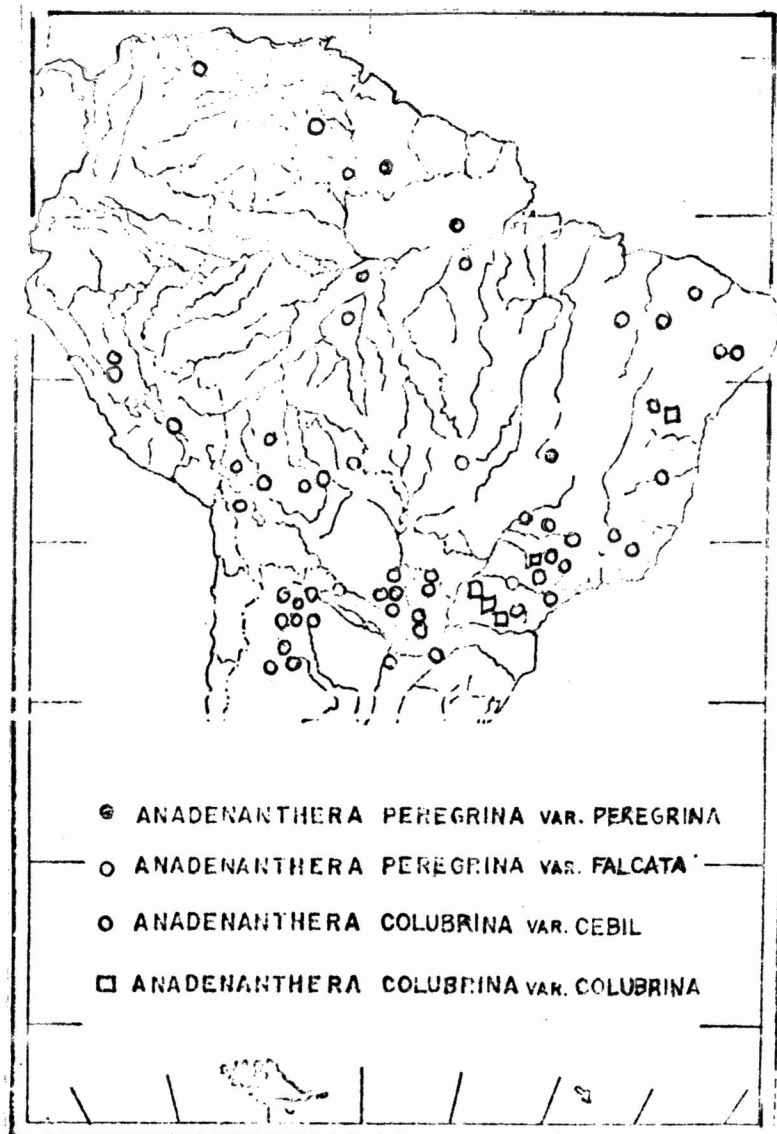 ANADENANTHERA PEREGRINA VAR. PEREGRINA
ANADENANTHERA PEREGRINA VAR. FALCATA
ANADENANTHERA COLUBRINA VAR. CEBIL
ANADENANTHERA COLUBRINA VAR. COLUBRINA